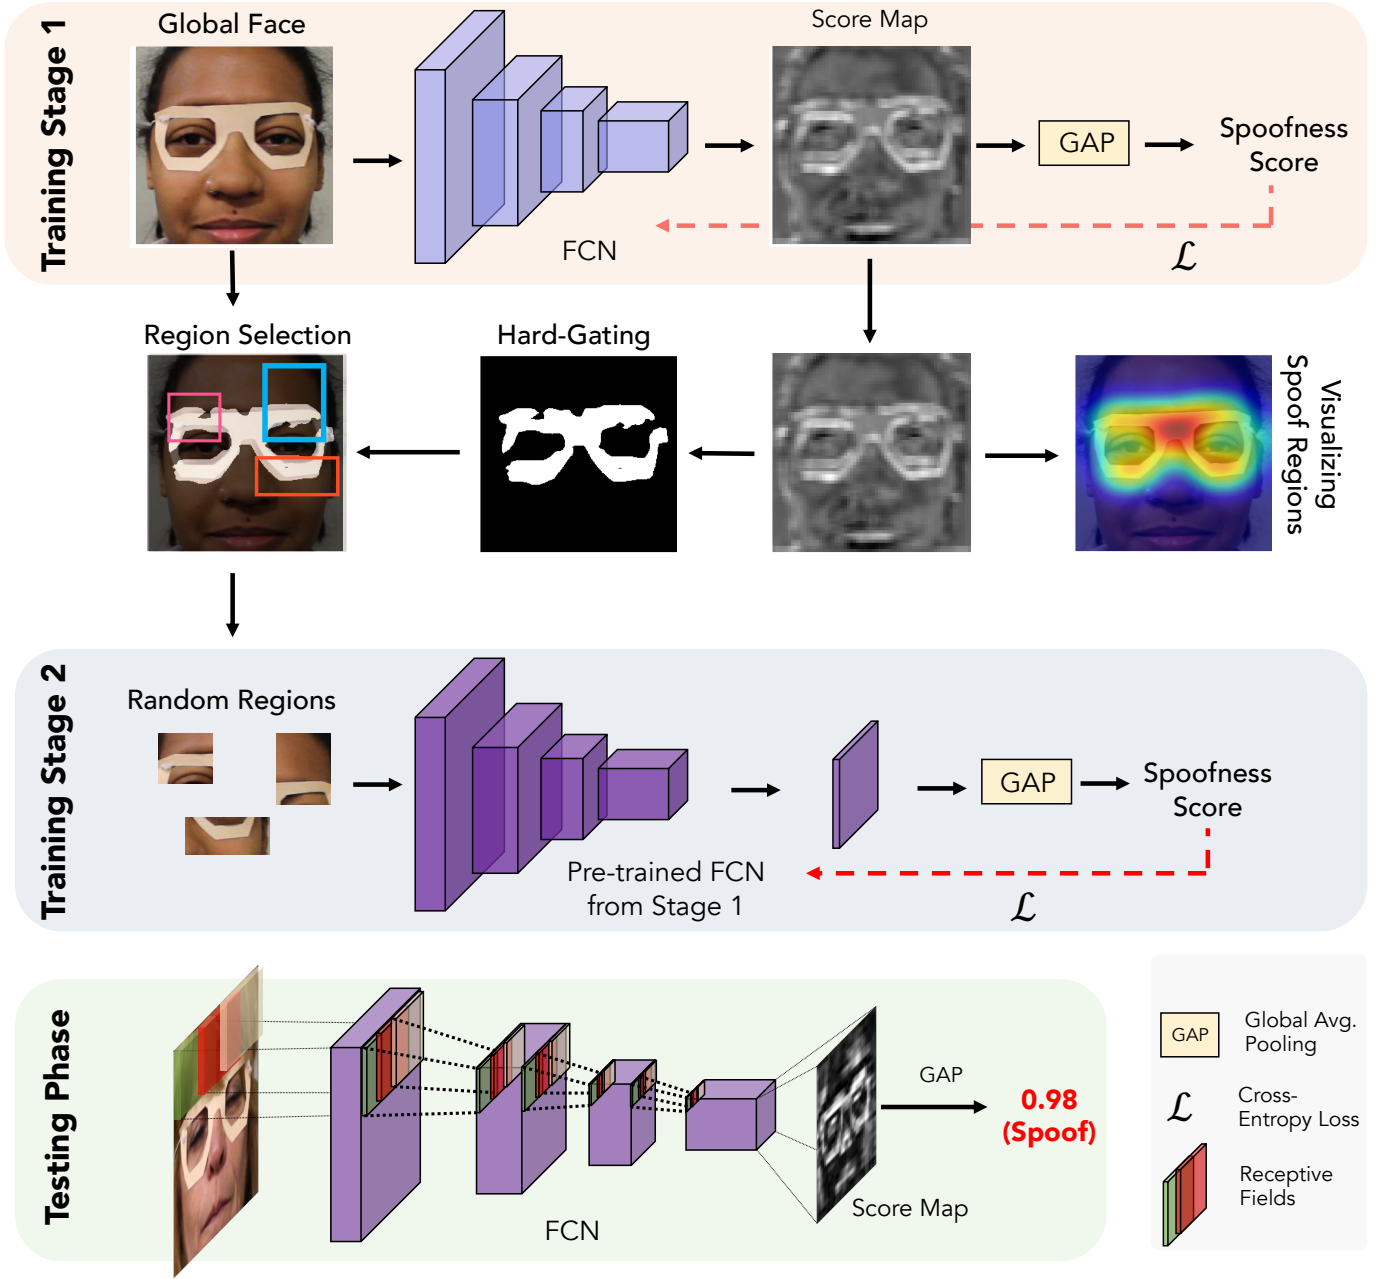 Training Stage 1
Global Face
Score Map
FCN
GAP
Spoofness
Score
ℒ
Region Selection
Hard-Gating
Visualizing
Spoof Regions
Training Stage 2
Random Regions
Pre-trained FCN
from Stage 1
GAP
Spoofness
Score
ℒ
Testing Phase
FCN
Score Map
GAP
0.98
(Spoof)
GAP
Global Avg.
Pooling
ℒ
Cross-
Entropy Loss
Receptive
Fields